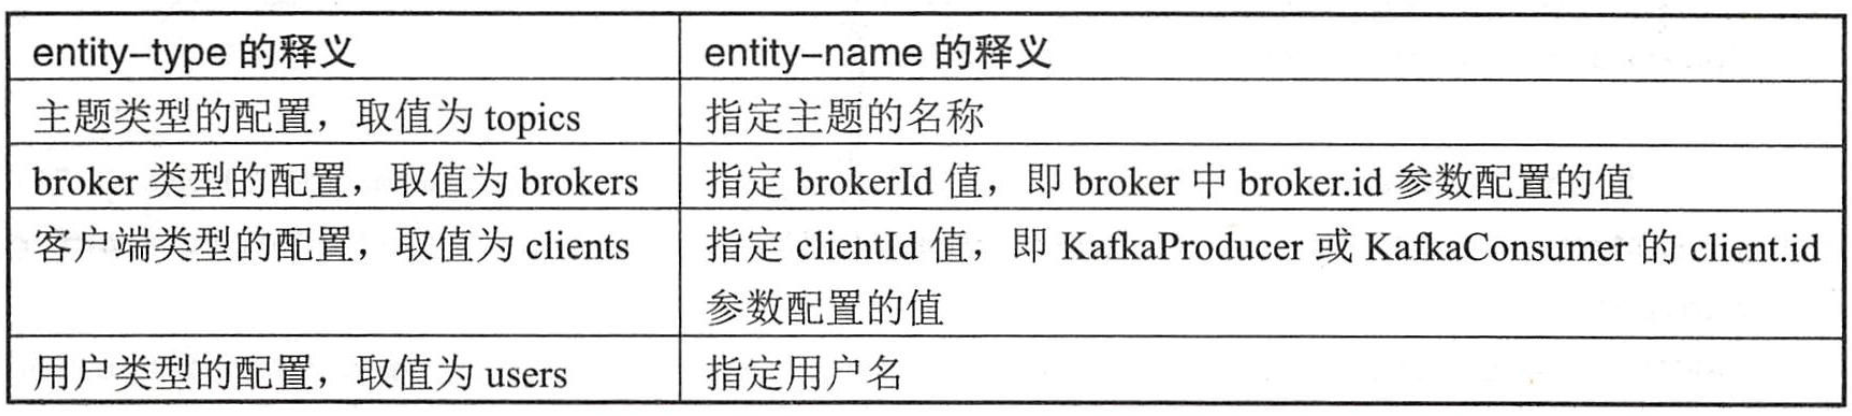 entity–type 的释义
entity–name 的释义
主题类型的配置，取值为 topics
指定主题的名称
broker 类型的配置，取值为 brokers
指定 brokerId 值，即 broker 中 broker.id 参数配置的值
客户端类型的配置，取值为 clients
指定 clientId 值，即 KafkaProducer 或 KafkaConsumer 的 client.id
参数配置的值
用户类型的配置，取值为 users
指定用户名